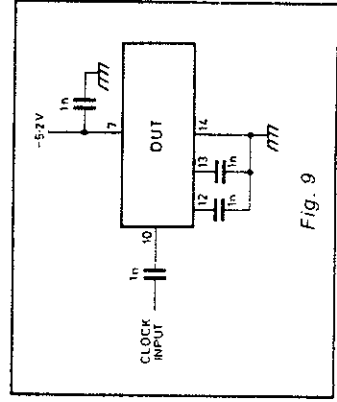 -5·2V
1n
7
DUT
10
1n
CLOCK
INPUT
12
13
14
1n
1n
Fig. 9